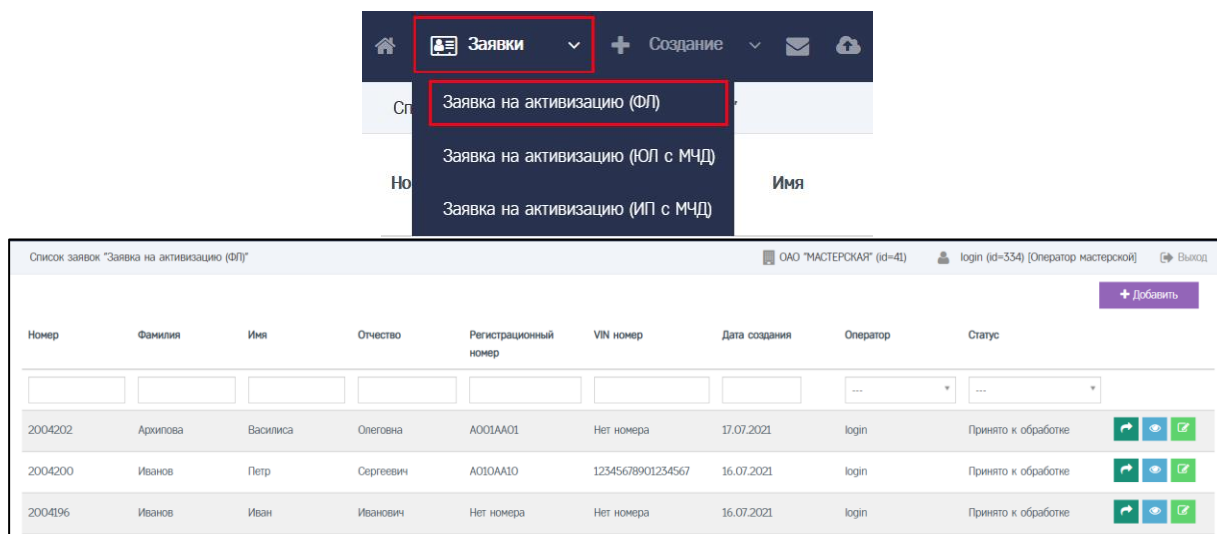 Заявки Создание
Сп
Заявка на активизацию (ФЛ)
Заявка на активизацию (ЮЛ с МЧД)
Но Имя
Заявка на активизацию (ИП с МЧД)
Список заявок "Заявка на активизацию (ФЛ)" ОАО "МАСТЕРСКАЯ" (id=41) login (id=334) [Оператор мастерской] Выход
Добавить
Номер Фамилия Имя Отчество Регистрационный номер VIN номер Дата создания Оператор Статус
--- ---
2004202 Архипова Василиса Олеговна А001АА01 Нет номера 17.07.2021 login Принято к обработке
2004200 Иванов Петр Сергеевич А010АА10 12345678901234567 16.07.2021 login Принято к обработке
2004196 Иванов Иван Иванович Нет номера Нет номера 16.07.2021 login Принято к обработке